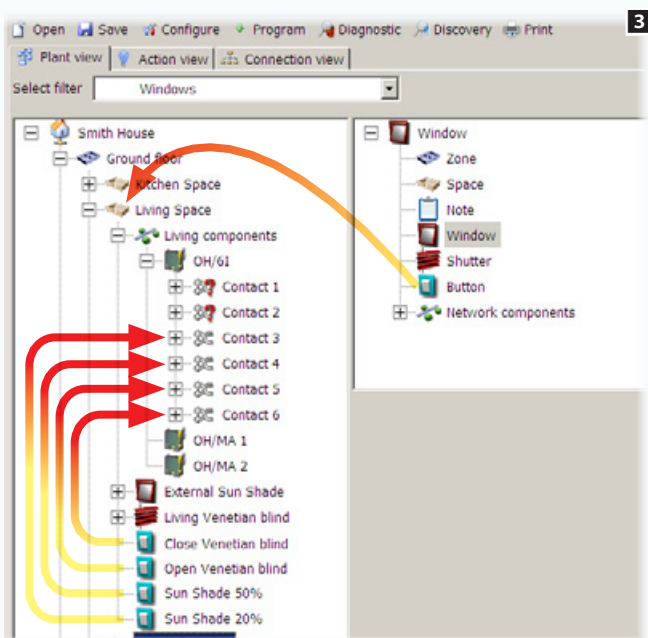 3
Open Save Configure Program Diagnostic Discovery Print
Plant view Action view Connection view
Select filter Windows
Smith House
Ground floor
Kitchen Space
Living Space
Living components
OH/6I
Contact 1
Contact 2
Contact 3
Contact 4
Contact 5
Contact 6
OH/MA 1
OH/MA 2
External Sun Shade
Living Venetian blind
Close Venetian blind
Open Venetian blind
Sun Shade 50%
Sun Shade 20%
Window
Zone
Space
Note
Window
Shutter
Button
Network components